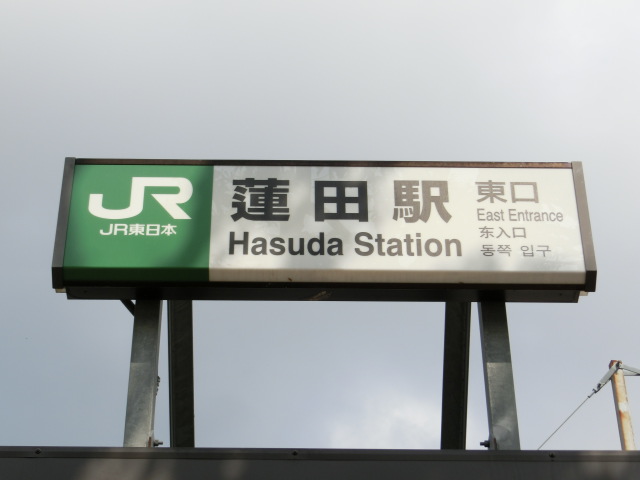 JR
JR東日本
蓮田駅
Hasuda Station
東口
East Entrance
东入口
동쪽 입구